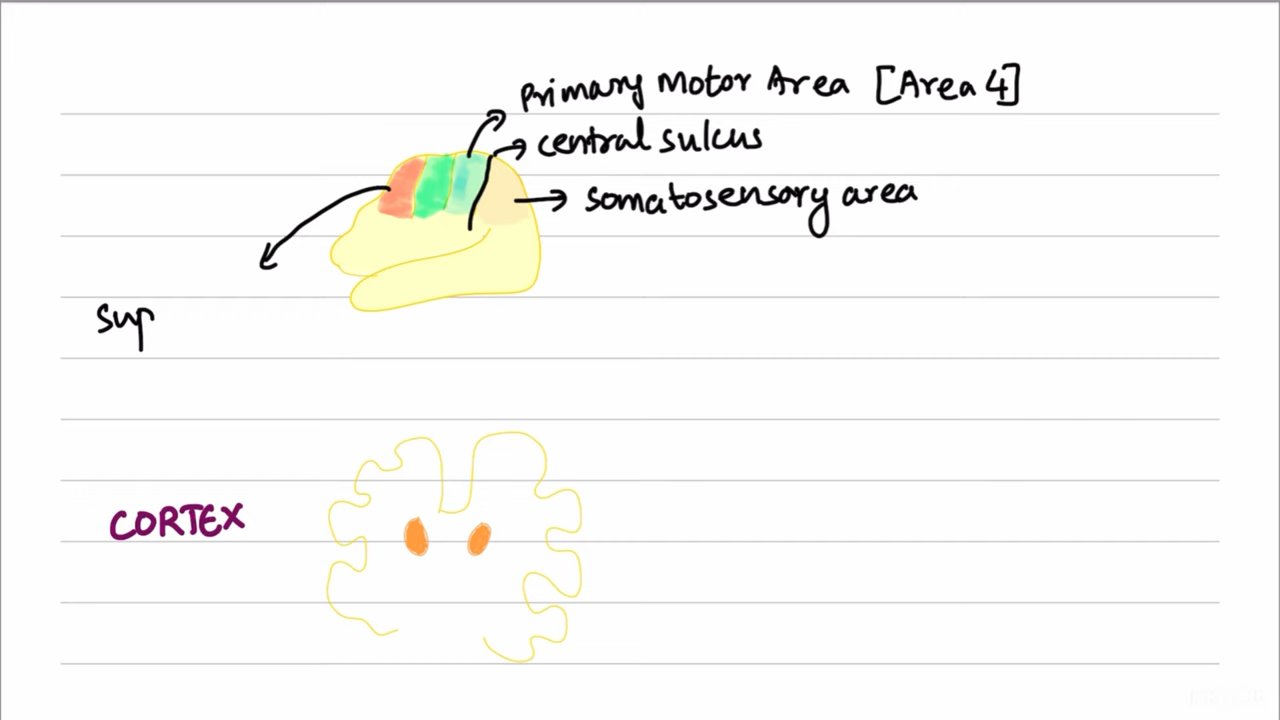 Primary Motor Area [Area 4]
central sulcus
somatosensory area
Sup
CORTEX